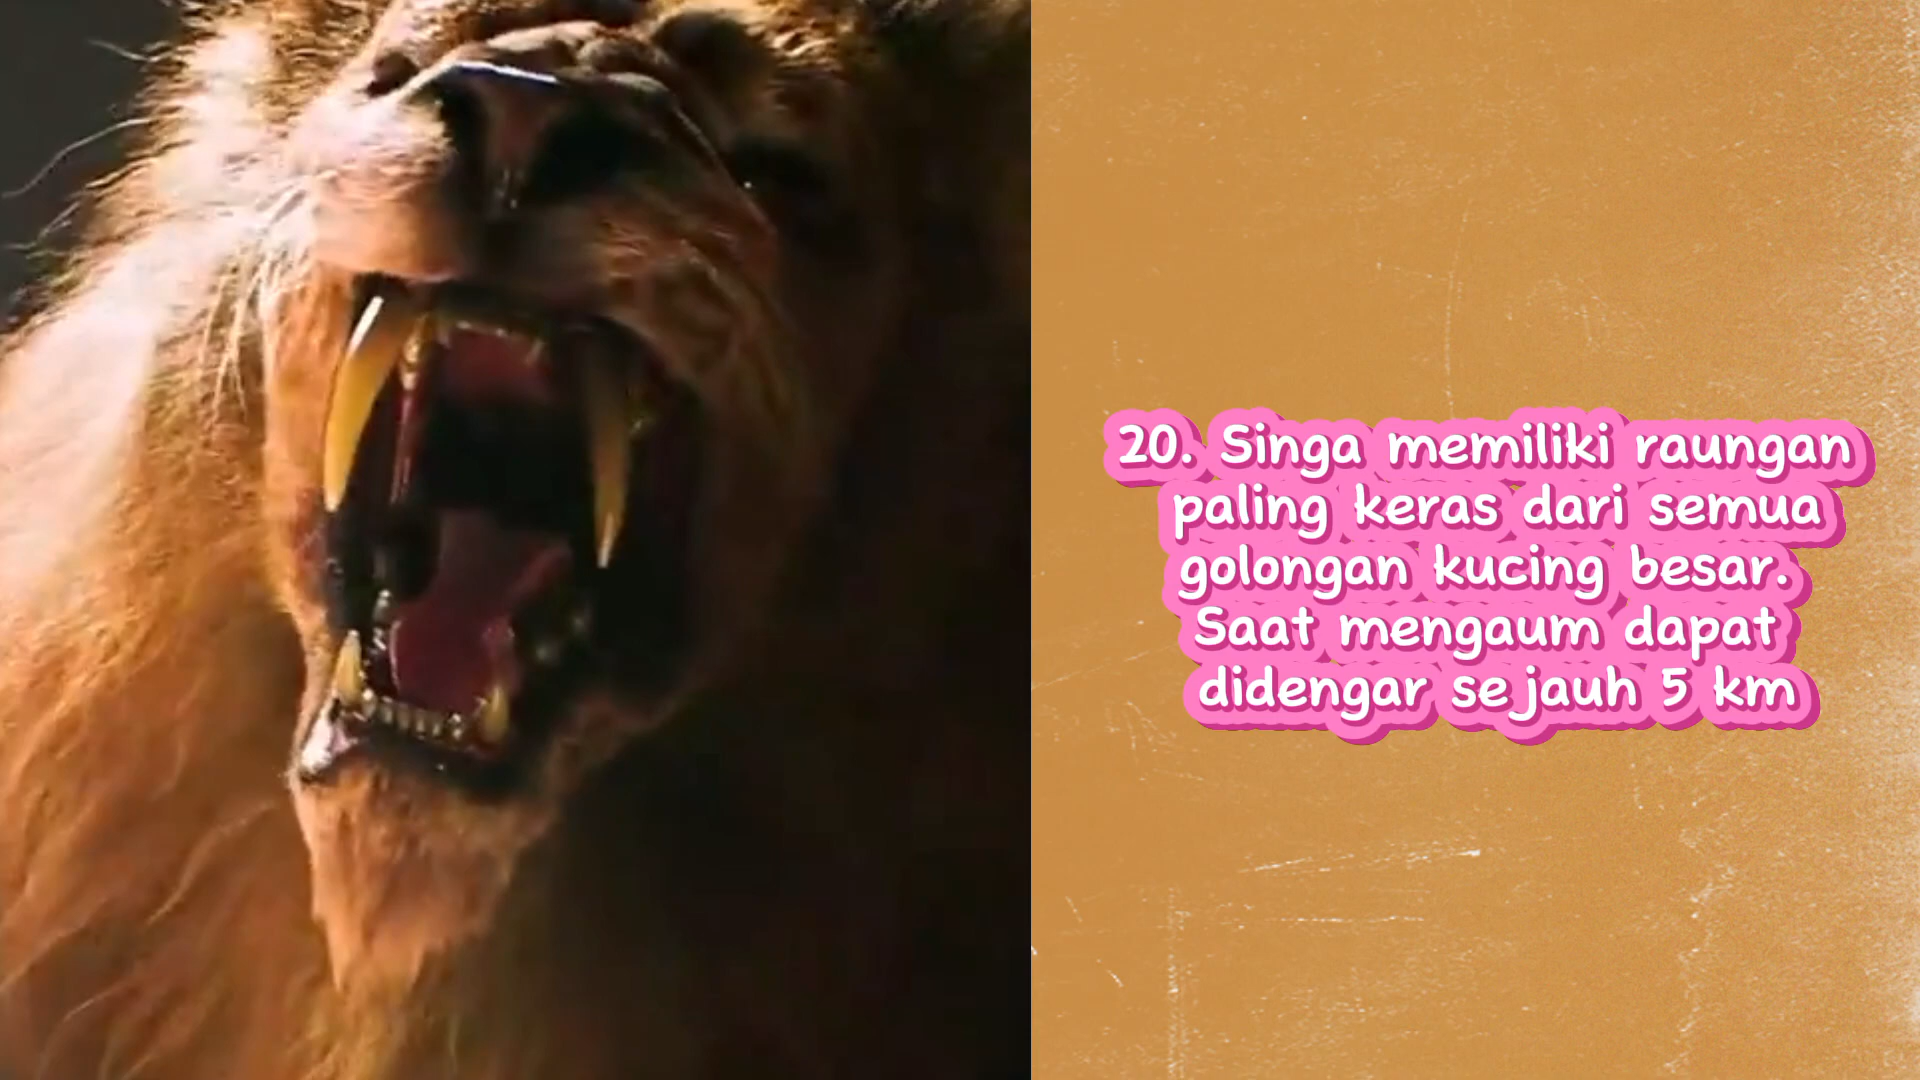 20. Singa memiliki raungan
paling keras dari semua
golongan kucing besar.
Saat mengaum dapat
didengar sejauh 5 km